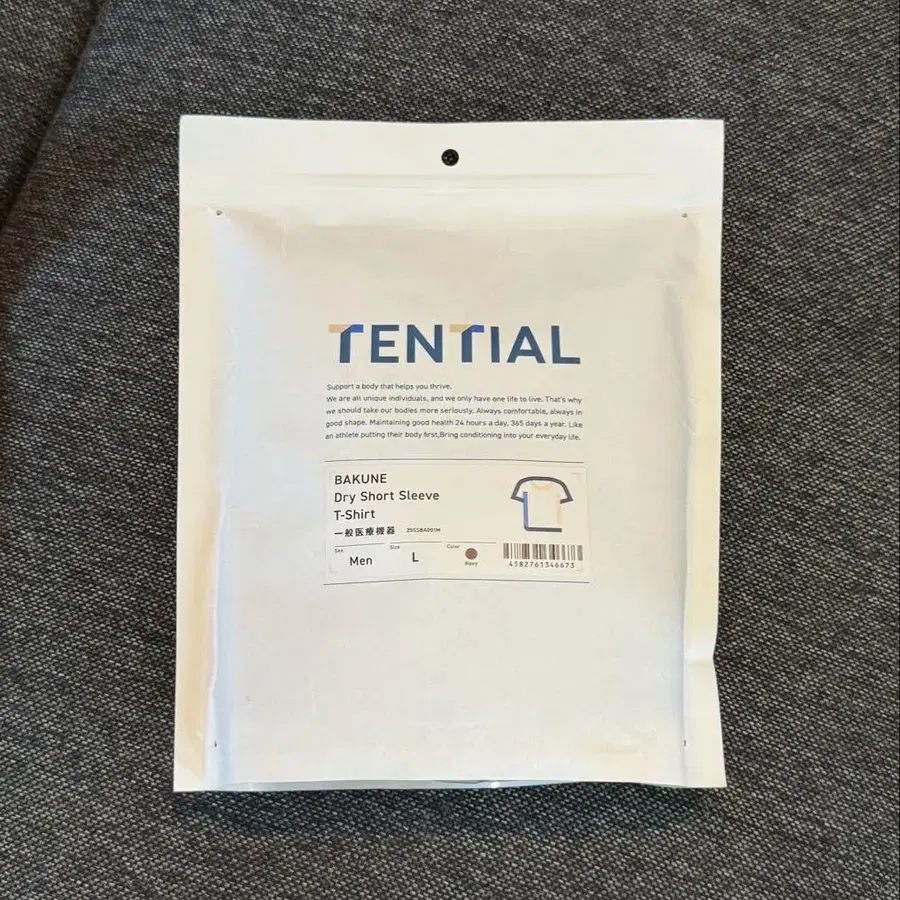 TENTIAL
Support a body that helps you thrive.
We are all unique individuals, and we only have one life to live. That's why
we should take our bodies more seriously. Always comfortable, always in
good shape. Maintaining good health 24 hours a day, 365 days a year. Like
an athlete putting their body first,Bring conditioning into your everyday life.
BAKUNE
Dry Short Sleeve
T-Shirt
一般医療機器 25SSBA001M
Sex Men Size L Color Navy
4582761346673